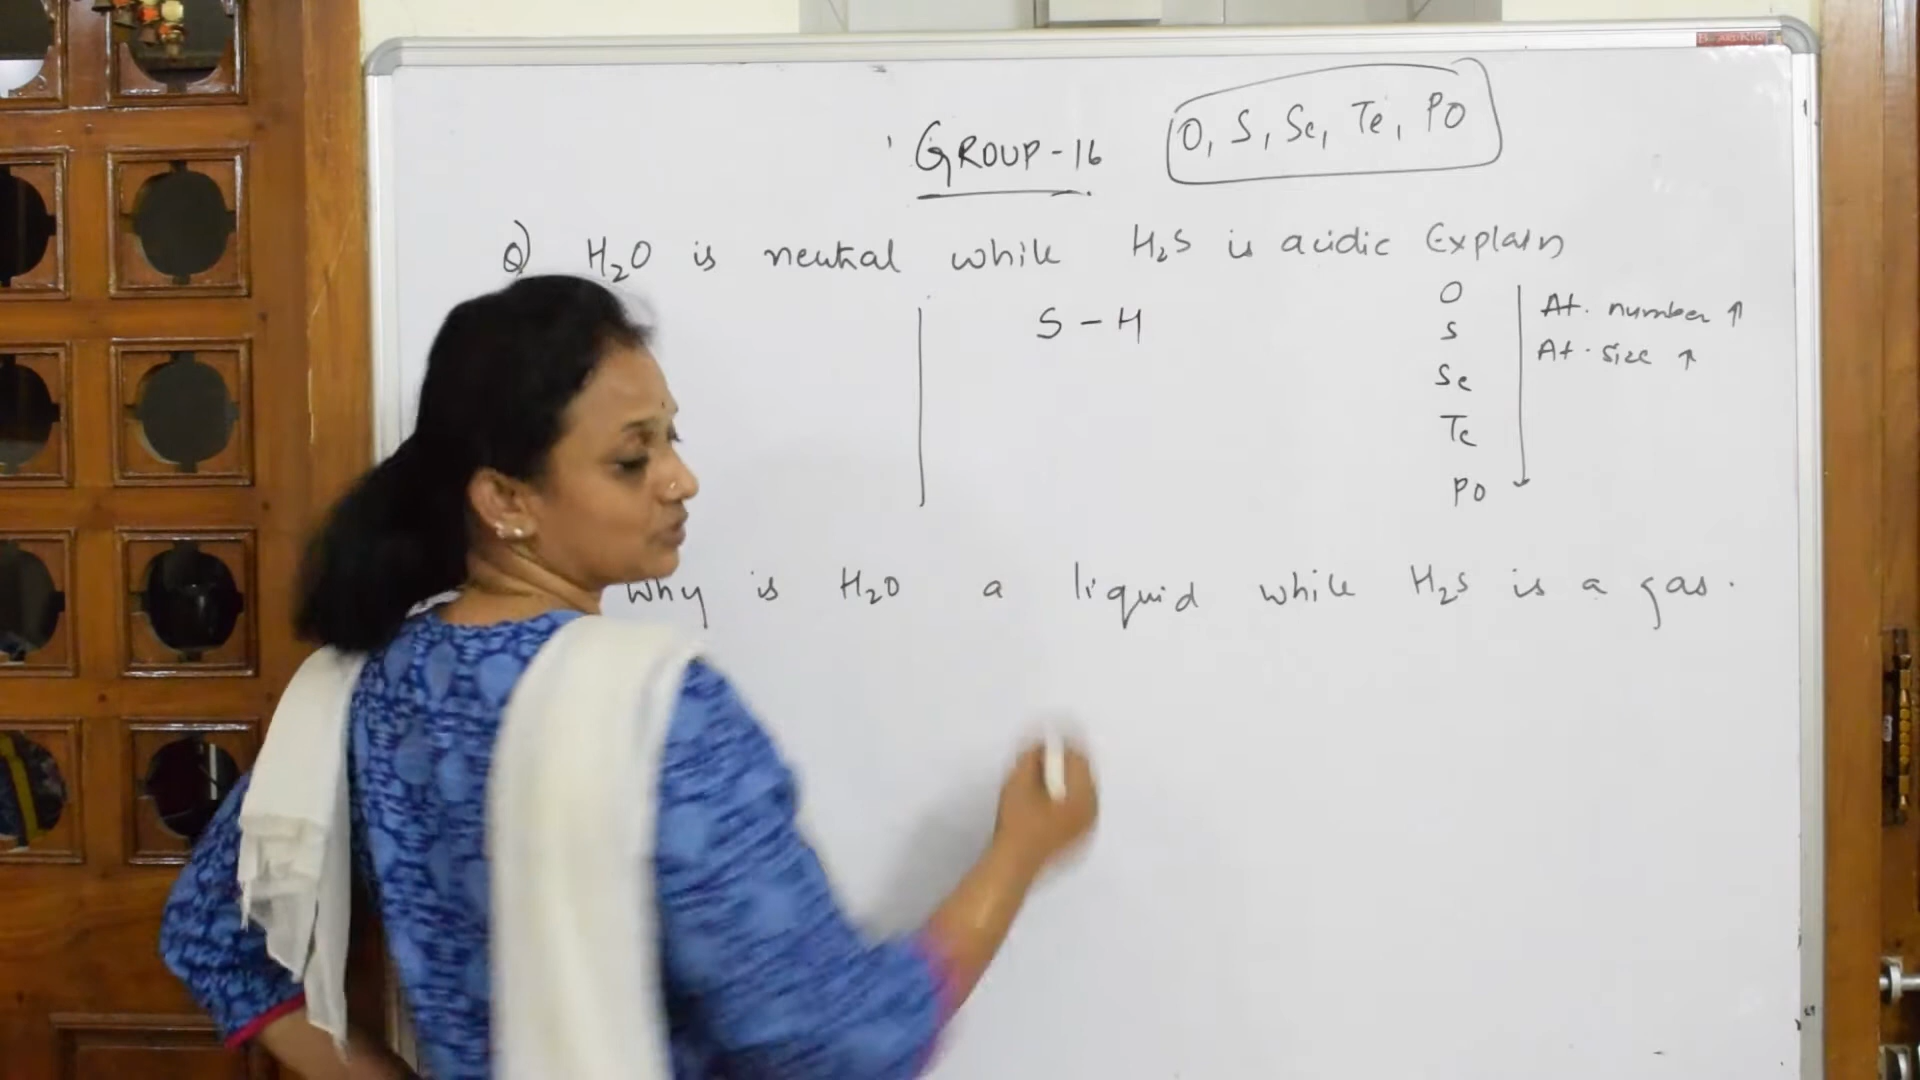 GROUP-16 O, S, Se, Te, PO
Q) H₂O is neutral while H₂S is acidic Explain
S - H
O
S
Se
Te
PO
At. number ↑
At. size ↑
Why is H₂O a liquid while H₂S is a gas.